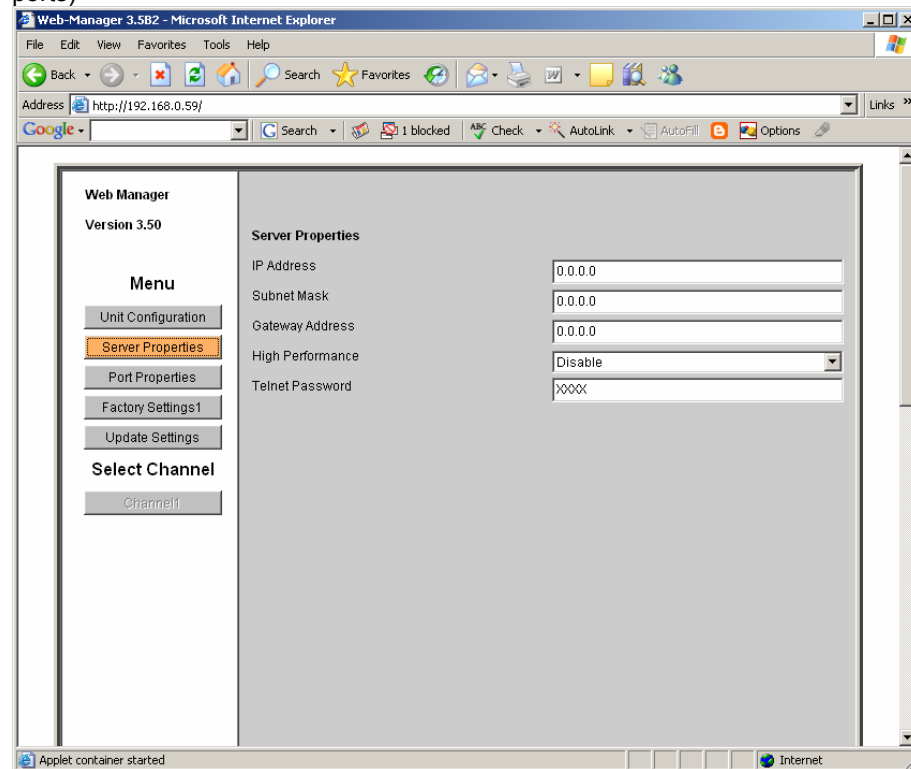 ports)
Web-Manager 3.5B2 - Microsoft Internet Explorer
File Edit View Favorites Tools Help
Back Search Favorites
Address http://192.168.0.59/ Links »
Google Search 1 blocked ABC Check AutoLink AutoFill Options
Web Manager
Version 3.50
Menu
Unit Configuration
Server Properties
Port Properties
Factory Settings1
Update Settings
Select Channel
Channel1
Server Properties
IP Address 0.0.0.0
Subnet Mask 0.0.0.0
Gateway Address 0.0.0.0
High Performance Disable
Telnet Password XXXX
Applet container started Internet